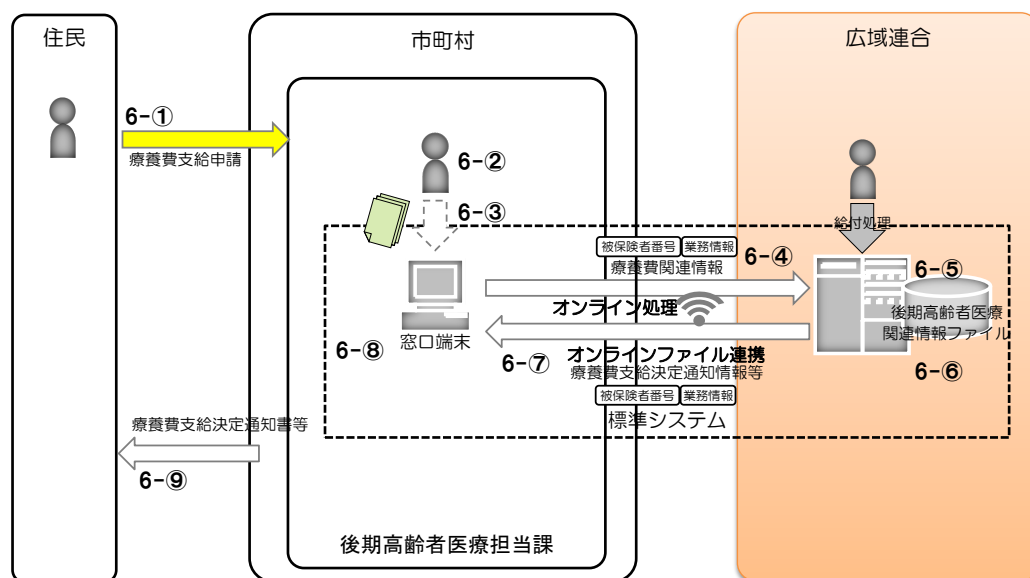 住民
市町村
広域連合
6-①
療養費支給申請
6-②
6-③
給付処理
被保険者番号
業務情報
療養費関連情報
6-④
6-⑤
オンライン処理
後期高齢者医療
関連情報ファイル
窓口端末
6-⑧
6-⑦
オンラインファイル連携
療養費支給決定通知情報等
6-⑥
被保険者番号
業務情報
標準システム
療養費支給決定通知書等
6-⑨
後期高齢者医療担当課